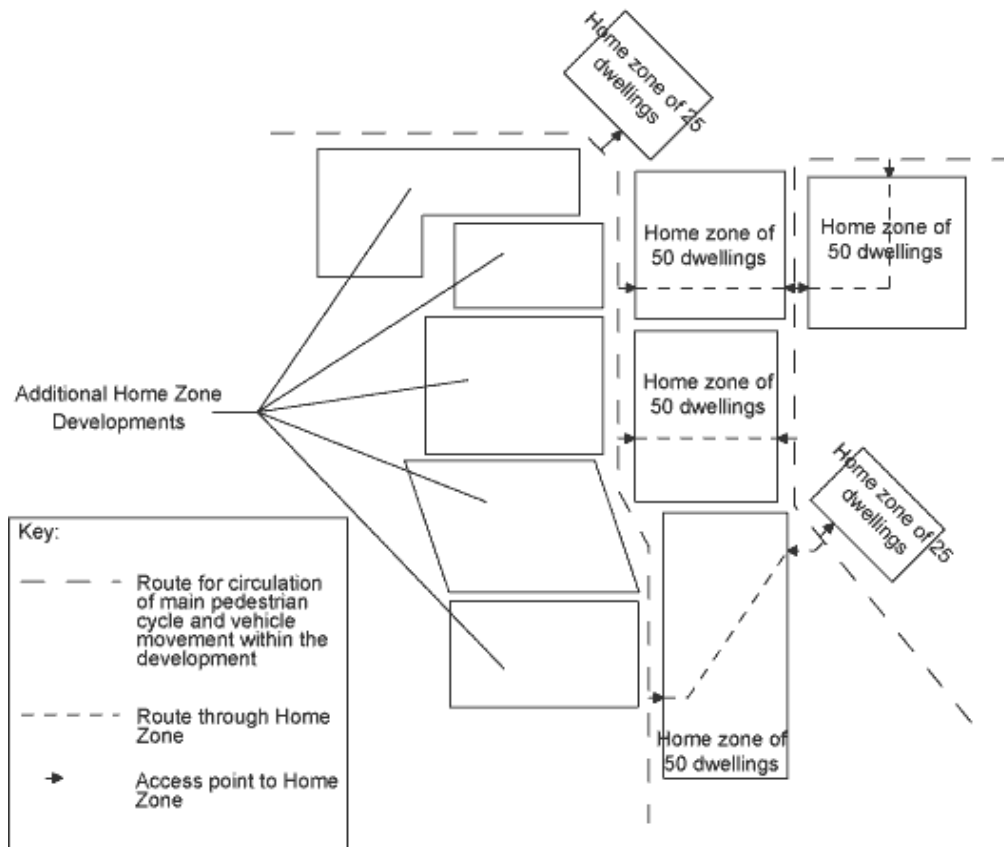 Home zone of 25
dwellings
Home zone of
50 dwellings
Home zone of
50 dwellings
Home zone of
50 dwellings
Additional Home Zone
Developments
Home zone of 25
dwellings
Home zone of
50 dwellings
Key:
Route for circulation
of main pedestrian
cycle and vehicle
movement within the
development
Route through Home
Zone
Access point to Home
Zone